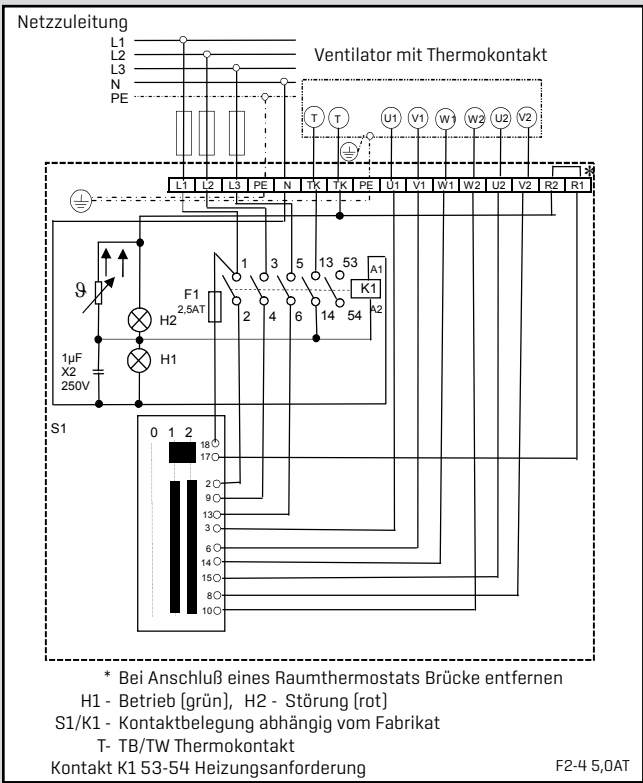 Netzzuleitung
L1
L2
L3
N
PE
Ventilator mit Thermokontakt
T T U1 V1 W1 W2 U2 V2
L1 L2 L3 PE N TK TK PE U1 V1 W1 W2 U2 V2 R2 R1 *
1 3 5 13 53
A1
K1
A2
ϑ
F1
2,5AT
2 4 6 14 54
H2
H1
1µF
X2
250V
S1
0 1 2
18
17
2
9
13
3
6
14
15
8
10
* Bei Anschluß eines Raumthermostats Brücke entfernen
H1 - Betrieb (grün), H2 - Störung (rot)
S1/K1 - Kontaktbelegung abhängig vom Fabrikat
T- TB/TW Thermokontakt
Kontakt K1 53-54 Heizungsanforderung
F2-4 5,0AT